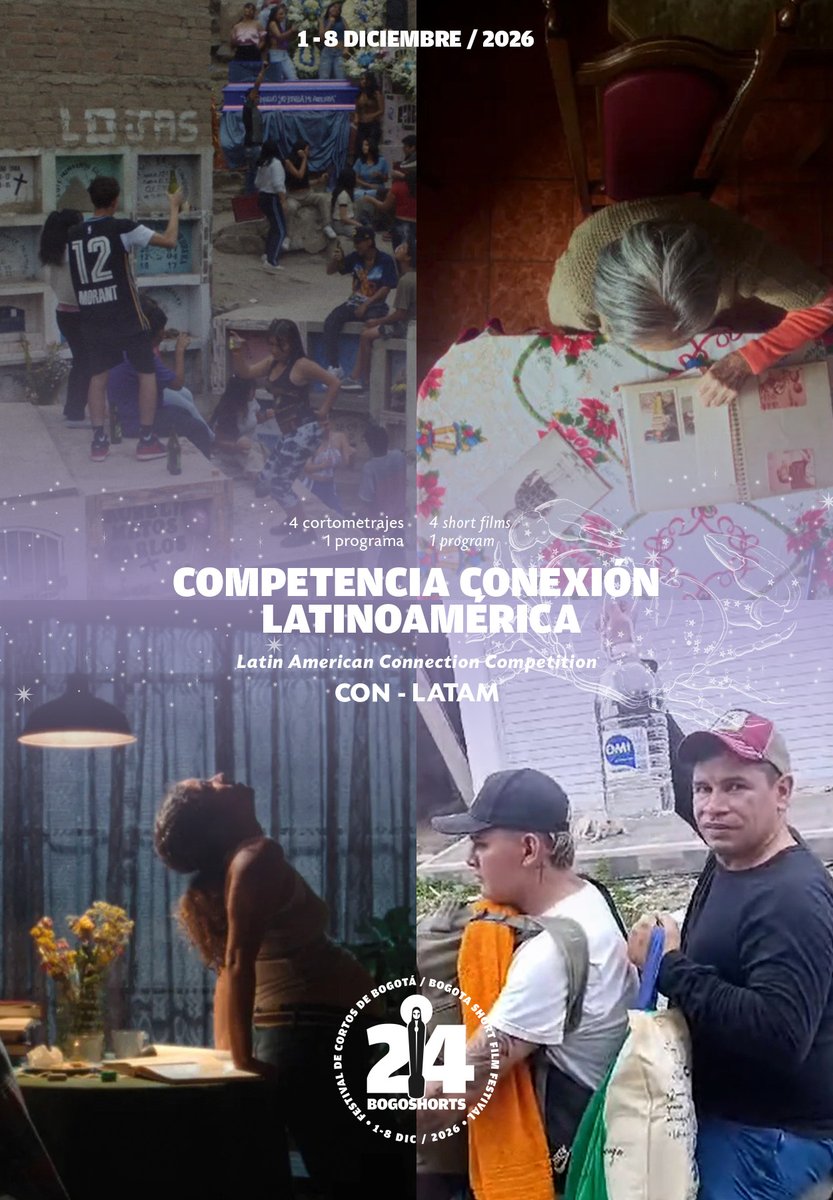 1 - 8 DICIEMBRE / 2026
LOJAS
12
MORANT
4 cortometrajes
1 programa
4 short films
1 program
COMPETENCIA CONEXIÓN
LATINOAMÉRICA
Latin American Connection Competition
CON - LATAM
OMI
FESTIVAL DE CORTOS DE BOGOTÁ / BOGOTA SHORT FILM FESTIVAL
24
BOGOSHORTS
• 1-8 DIC / 2026 •